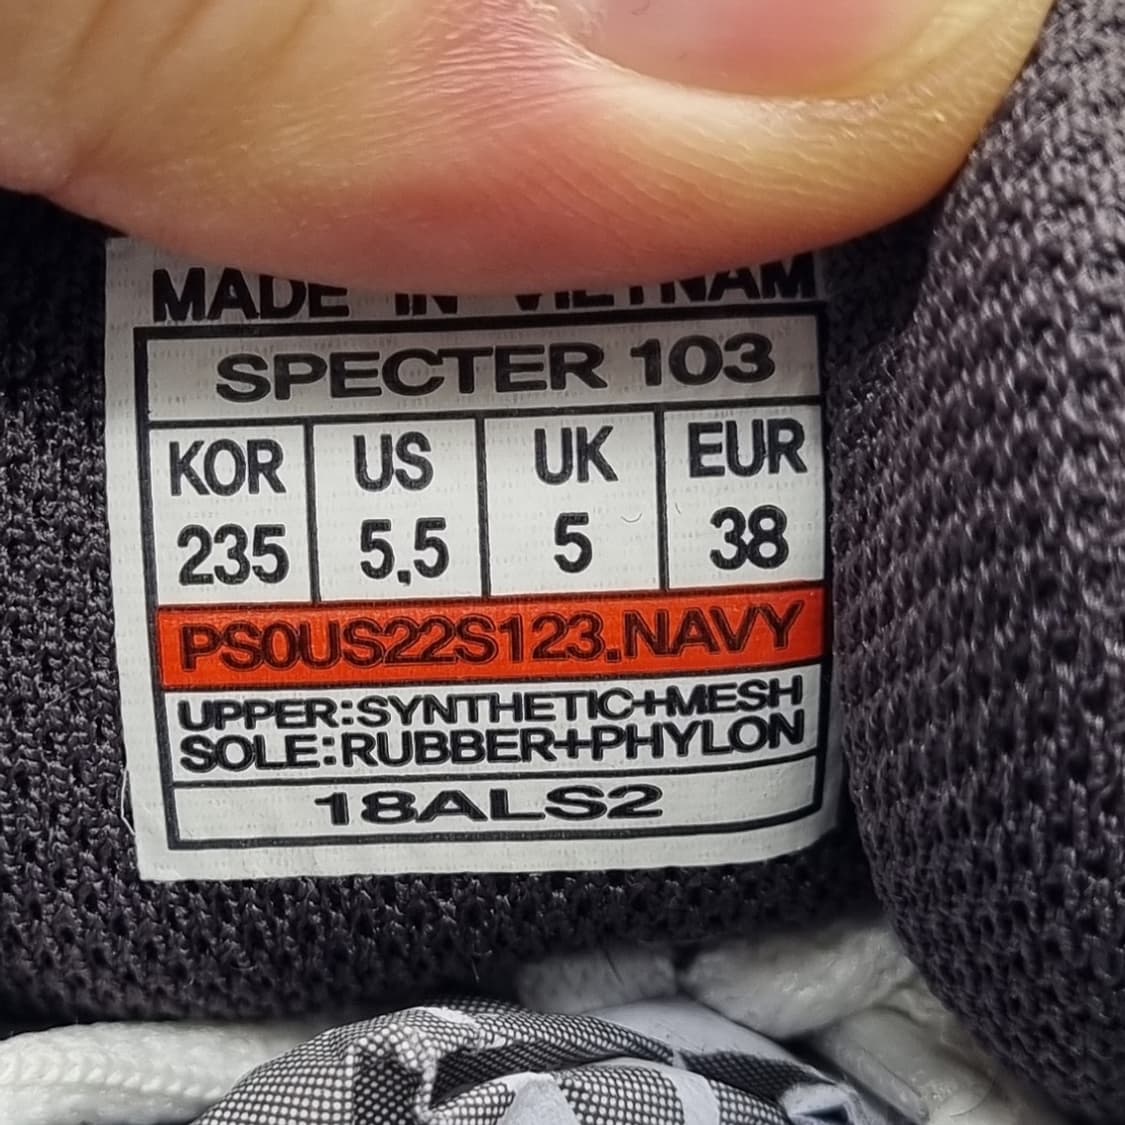 MADE IN VIETNAM
SPECTER 103
KOR US UK EUR
235 5.5 5 38
PS0US22S123.NAVY
UPPER:SYNTHETIC+MESH
SOLE:RUBBER+PHYLON
18ALS2